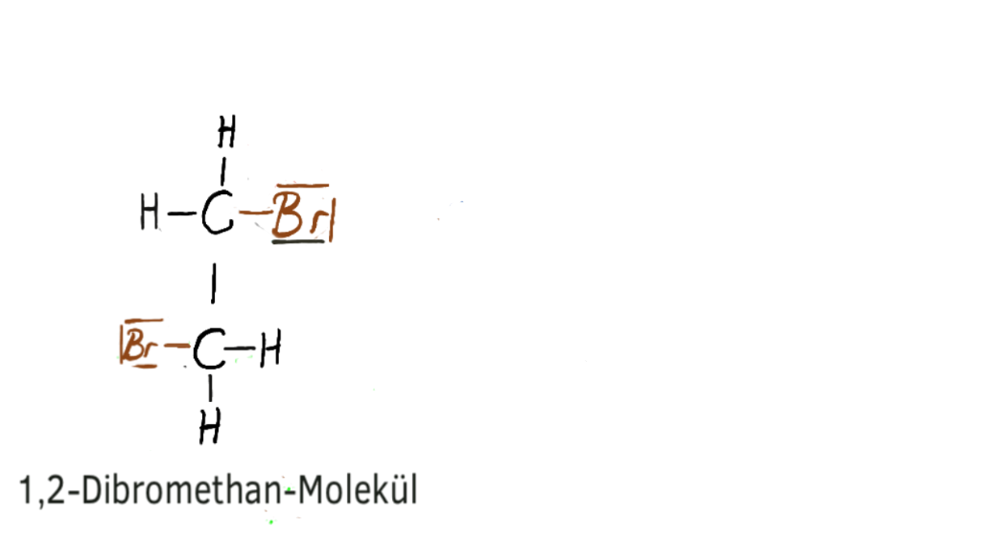 H
H-C-Br
Br-C-H
H
1,2-Dibromethan-Molekül